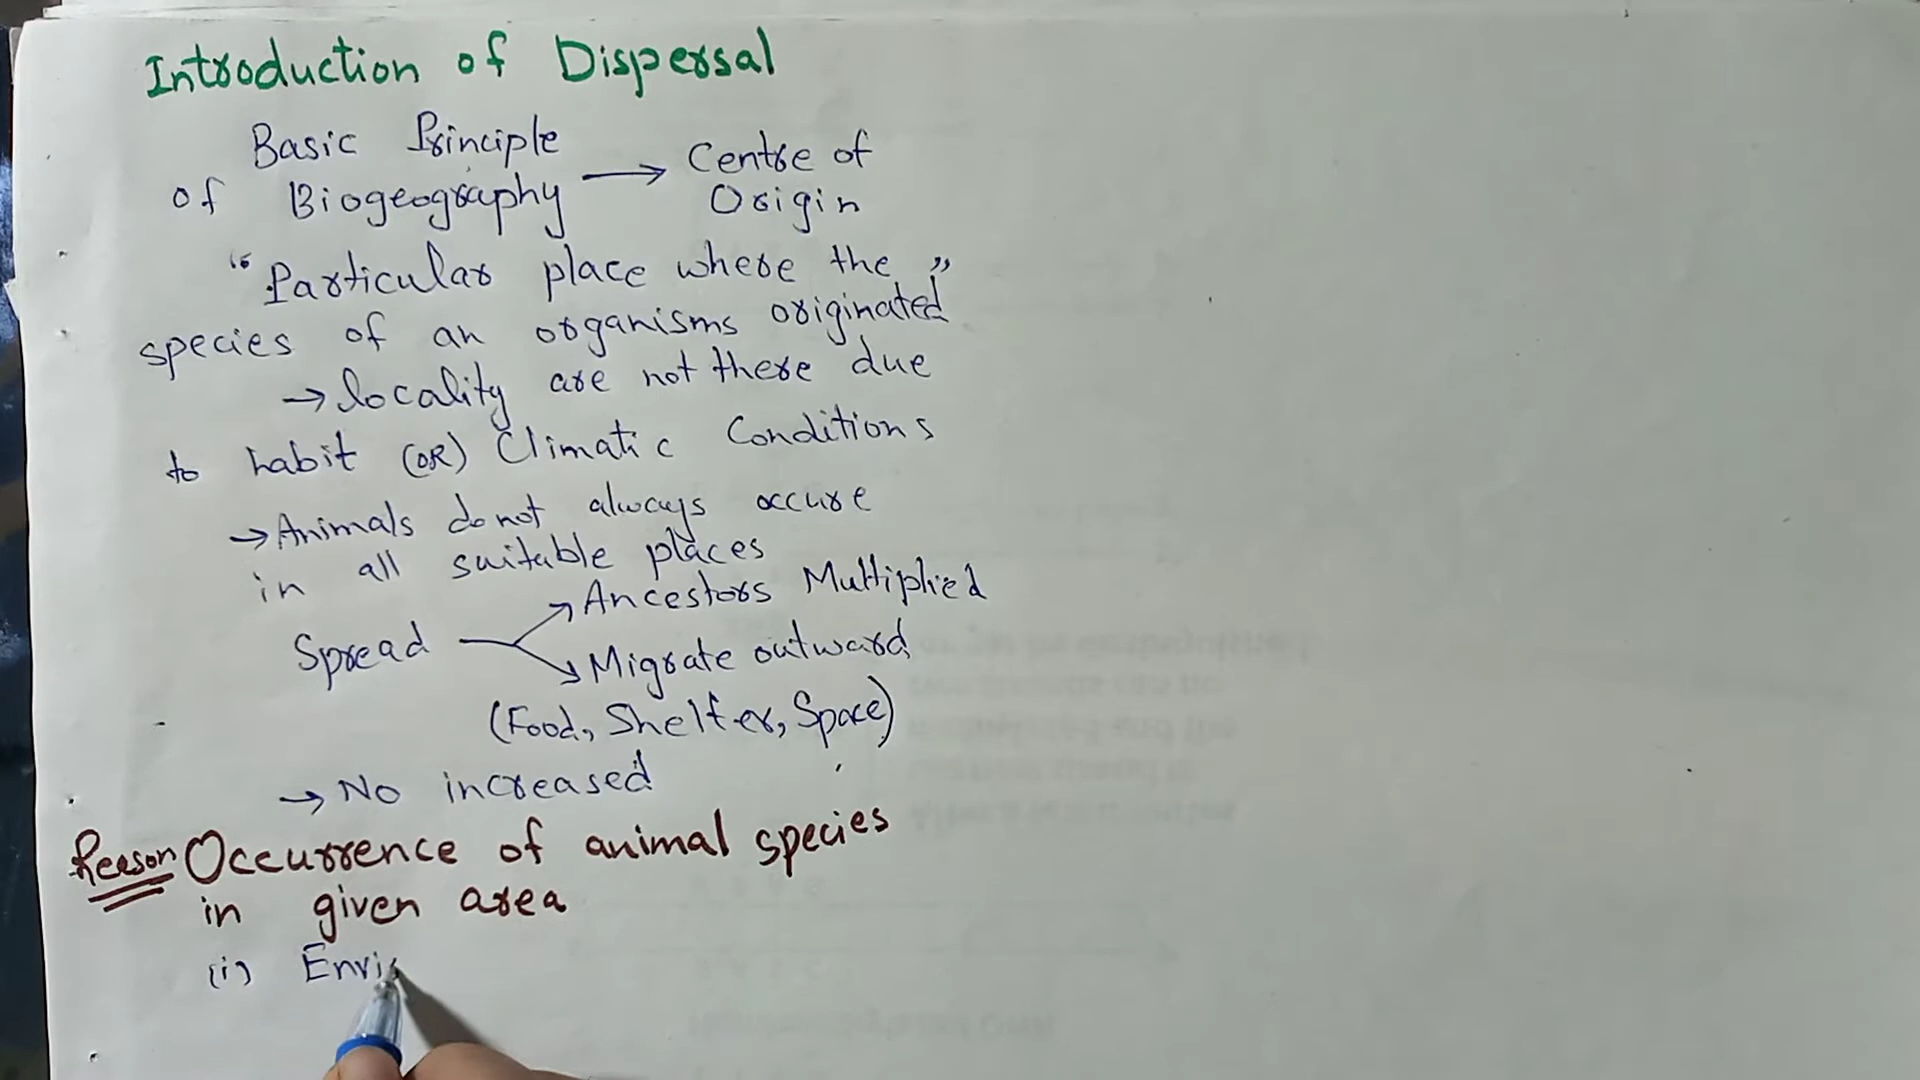 Introduction of Dispersal
Basic Principle
of Biogeography → Centre of
Origin
"Particular place where the"
species of an organisms originated
→ locality are not there due
to habit (OR) Climatic Conditions
→ Animals do not always occure
in all suitable places
Spread → Ancestors Multiplied
→ Migrate outward
(Food, Shelter, Space)
→ No increased
Reason Occurrence of animal species
in given area
(i) Envi